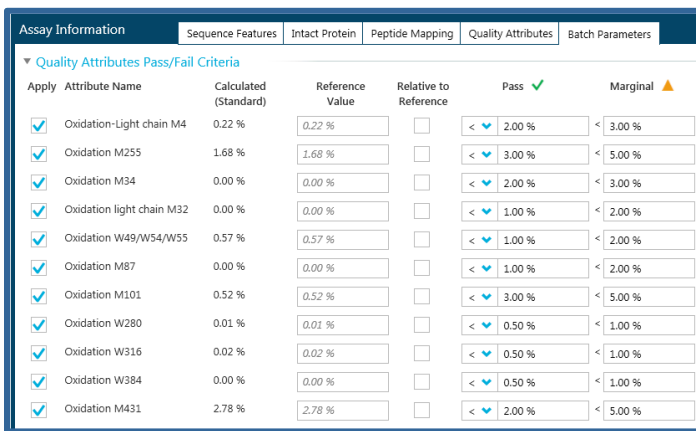 Assay Information Sequence Features Intact Protein Peptide Mapping Quality Attributes Batch Parameters
Quality Attributes Pass/Fail Criteria
Apply Attribute Name Calculated (Standard) Reference Value Relative to Reference Pass Marginal
Oxidation-Light chain M4 0.22 % 0.22 % < 2.00 % < 3.00 %
Oxidation M255 1.68 % 1.68 % < 3.00 % < 5.00 %
Oxidation M34 0.00 % 0.00 % < 2.00 % < 3.00 %
Oxidation light chain M32 0.00 % 0.00 % < 1.00 % < 2.00 %
Oxidation W49/W54/W55 0.57 % 0.57 % < 1.00 % < 2.00 %
Oxidation M87 0.00 % 0.00 % < 1.00 % < 2.00 %
Oxidation M101 0.52 % 0.52 % < 3.00 % < 5.00 %
Oxidation W280 0.01 % 0.01 % < 0.50 % < 1.00 %
Oxidation W316 0.02 % 0.02 % < 0.50 % < 1.00 %
Oxidation W384 0.00 % 0.00 % < 0.50 % < 1.00 %
Oxidation M431 2.78 % 2.78 % < 2.00 % < 5.00 %